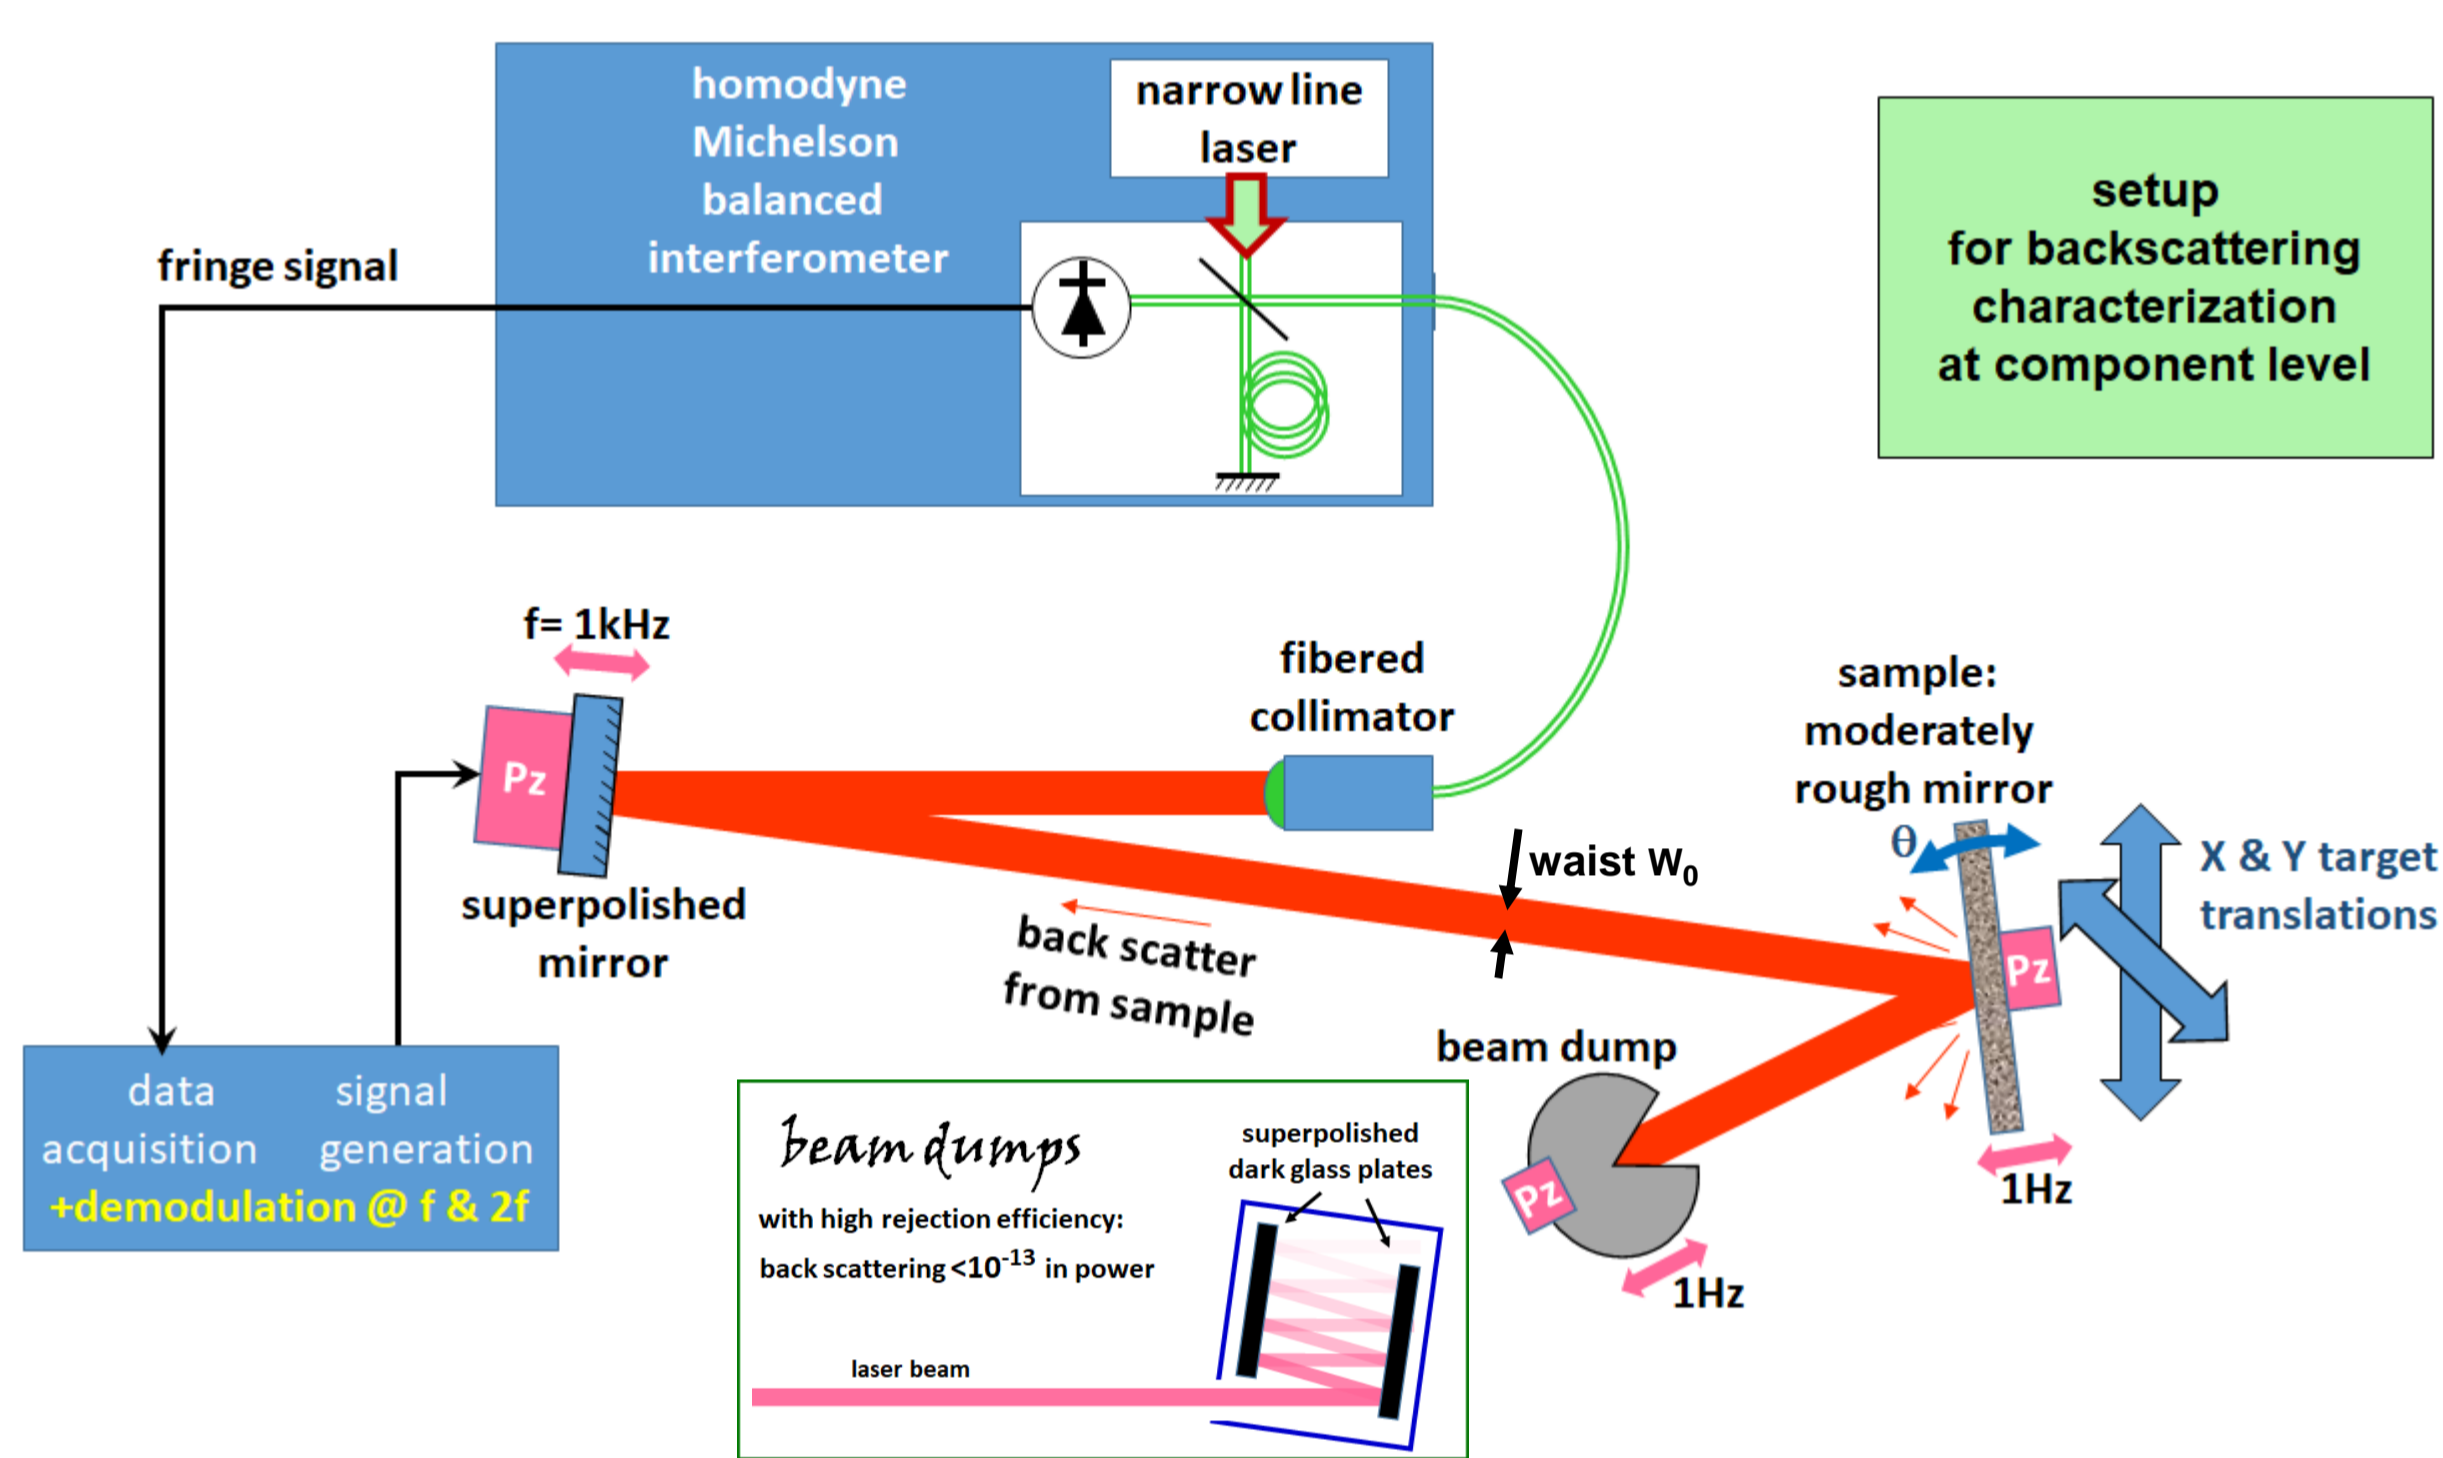 homodyne
Michelson
balanced
interferometer
narrow line
laser
setup
for backscattering
characterization
at component level
fringe signal
f= 1kHz
Pz
superpolished
mirror
fibered
collimator
waist W₀
back scatter
from sample
sample:
moderately
rough mirror
θ
Pz
X & Y target
translations
1Hz
beam dump
Pz
1Hz
data
acquisition
signal
generation
+demodulation @ f & 2f
beam dumps
with high rejection efficiency:
back scattering <10⁻¹³ in power
superpolished
dark glass plates
laser beam